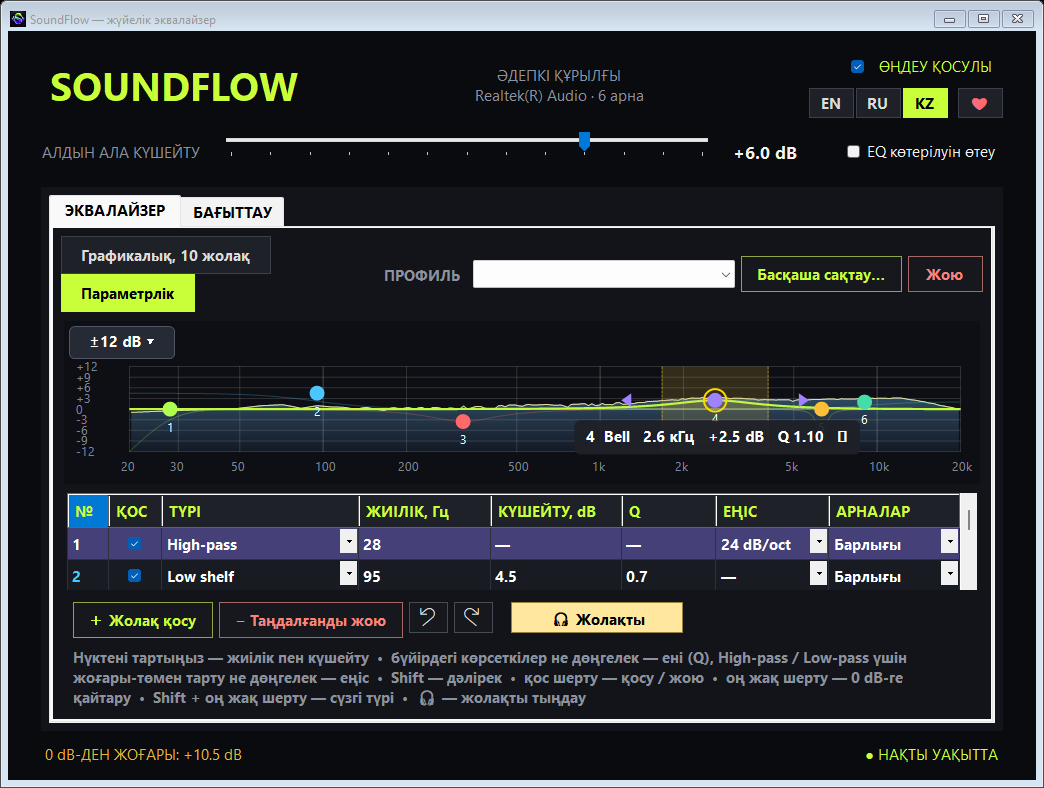 SoundFlow — жүйелік эквалайзер
SOUNDFLOW
ӘДЕПКІ ҚҰРЫЛҒЫ
Realtek(R) Audio · 6 арна
ӨҢДЕУ ҚОСУЛЫ
EN RU KZ
АЛДЫН АЛА КҮШЕЙТУ
+6.0 dB
EQ көтерілуін өтеу
ЭКВАЛАЙЗЕР БАҒЫТТАУ
Графикалық, 10 жолақ
Параметрлік
ПРОФИЛЬ
Басқаша сақтау...
Жою
±12 dB
+12
+9
+6
+3
0
-3
-6
-9
-12
1
2
3
4
6
4 Bell 2.6 кГц +2.5 dB Q 1.10
20 30 50 100 200 500 1k 2k 5k 10k 20k
№ ҚОС ТҮРІ ЖИІЛІК, Гц КҮШЕЙТУ, dB Q ЕҢІС АРНАЛАР
1 High-pass 28 — — 24 dB/oct Барлығы
2 Low shelf 95 4.5 0.7 — Барлығы
+ Жолақ қосу
− Таңдалғанды жою
🎧 Жолақты
Нүктені тартыңыз — жиілік пен күшейту • бүйірдегі көрсеткілер не дөңгелек — ені (Q), High-pass / Low-pass үшін
жоғары-төмен тарту не дөңгелек — еңіс • Shift — дәлірек • қос шерту — қосу / жою • оң жақ шерту — 0 dB-ге
қайтару • Shift + оң жақ шерту — сүзгі түрі • 🎧 — жолақты тыңдау
0 dB-ДЕН ЖОҒАРЫ: +10.5 dB
● НАҚТЫ УАҚЫТТА